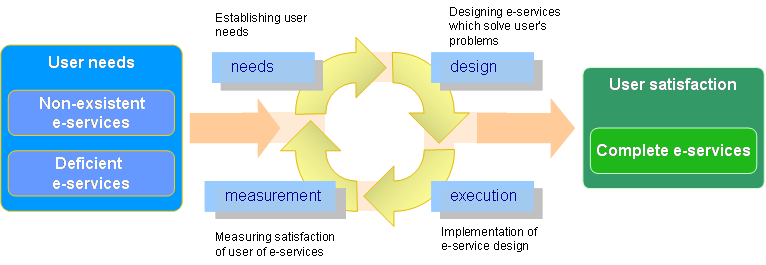 User needs
Non-exsistent
e-services
Deficient
e-services
Establishing user
needs
needs
Designing e-services
which solve user's
problems
design
measurement
Measuring satisfaction
of user of e-services
execution
Implementation of
e-service design
User satisfaction
Complete e-services